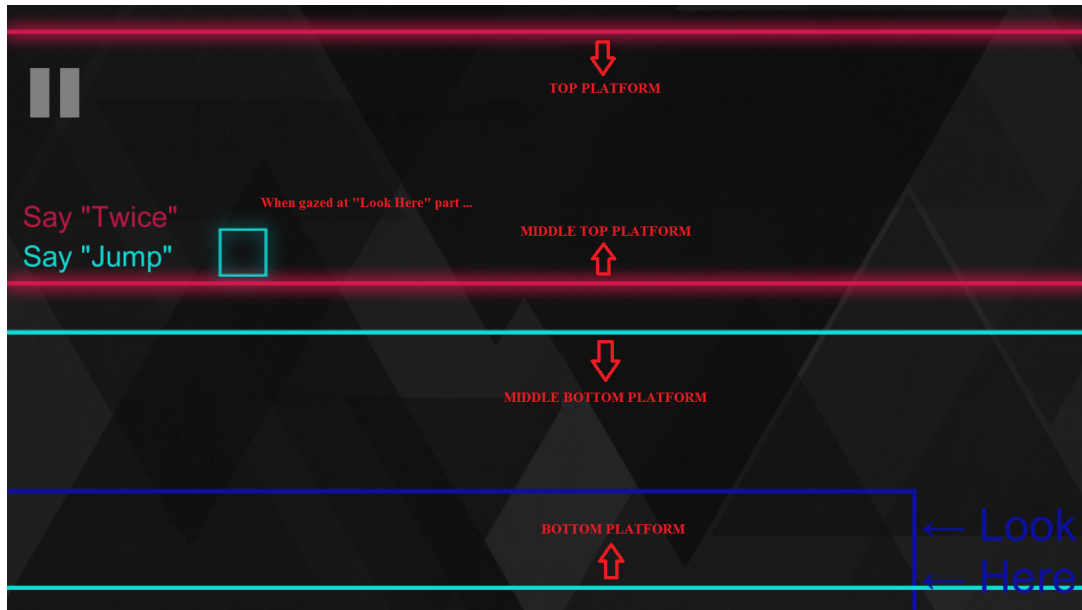 TOP PLATFORM
When gazed at "Look Here" part ...
Say "Twice"
MIDDLE TOP PLATFORM
Say "Jump"
MIDDLE BOTTOM PLATFORM
BOTTOM PLATFORM
← Look
← Here